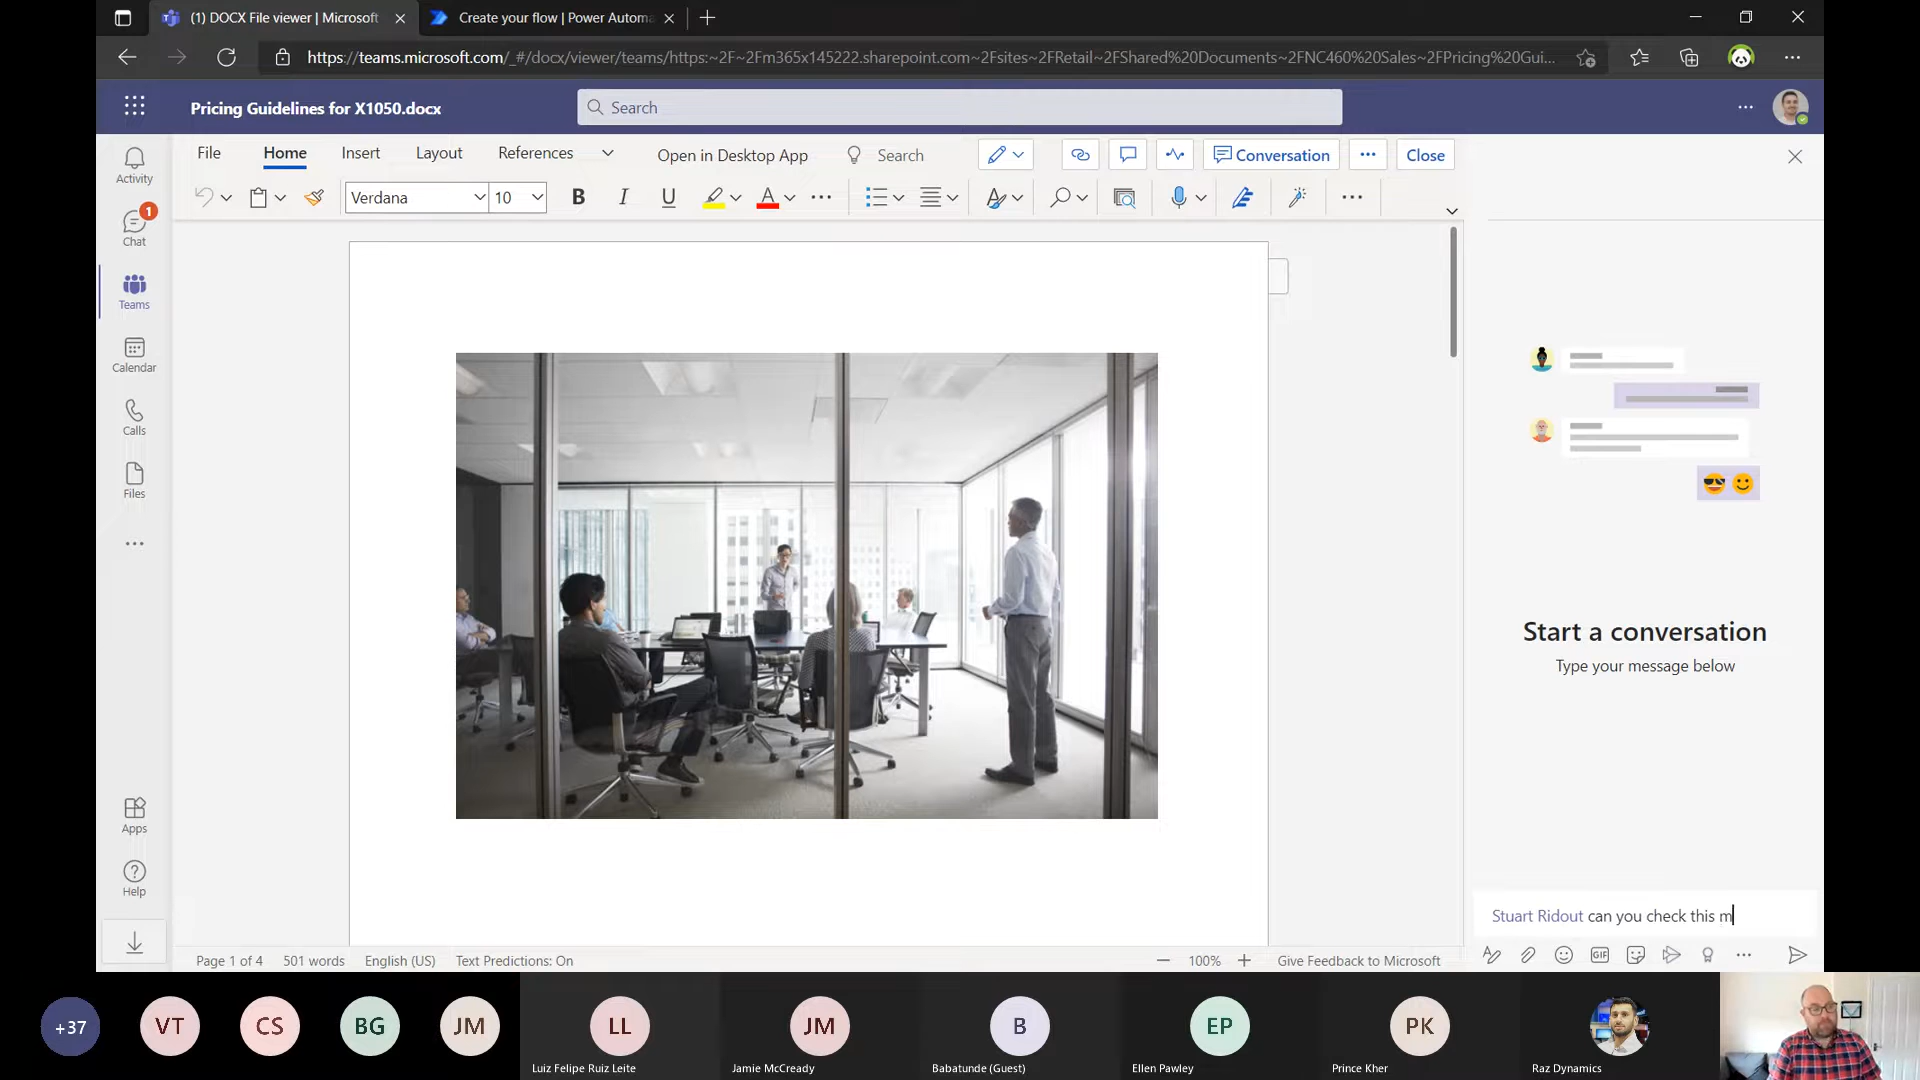 (1) DOCX File viewer | Microsoft
Create your flow | PowerAutom
https://teams.microsoft.com/_#/docx/viewer/teams/https:~2F~2Fm365x145222.sharepoint.com~2Fsites~2FRetail~2FShared%20Documents~2FNC460%20Sales~2FPricing%20Gui...
Pricing Guidelines for X1050.docx
Search
File Home Insert Layout References Open in Desktop App Search Conversation Close
Verdana 10 B I U A
Activity
1
Chat
Teams
Calendar
Calls
Files
Apps
Help
Start a conversation
Type your message below
Stuart Ridout can you check this m
GIF
Page 1 of 4 501 words English (US) Text Predictions: On 100% Give Feedback to Microsoft
+37 VT CS BG JM LL JM B EP PK
Luiz Felipe Ruiz Leite Jamie McCready Babatunde (Guest) Ellen Pawley Prince Kher Raz Dynamics